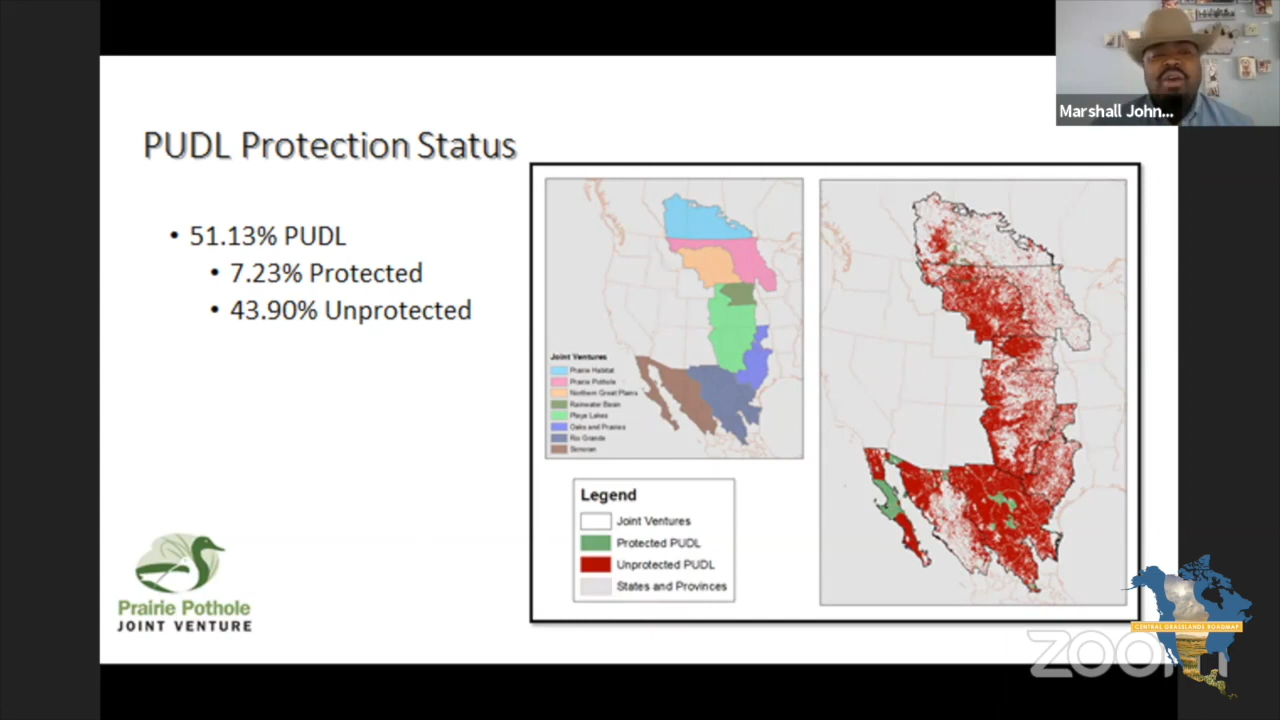 Marshall John...
PUDL Protection Status
• 51.13% PUDL
• 7.23% Protected
• 43.90% Unprotected
Joint Ventures
Prairie Habitat
Prairie Pothole
Northern Great Plains
Rainwater Basin
Playa Lakes
Oaks and Prairies
Rio Grande
Sonoran
Legend
Joint Ventures
Protected PUDL
Unprotected PUDL
States and Provinces
Prairie Pothole
JOINT VENTURE
CENTRAL GRASSLANDS ROADMAP
zoom